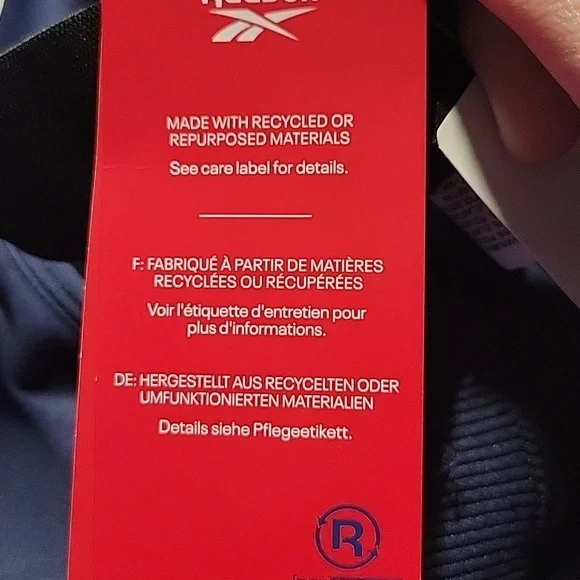 Reebok
MADE WITH RECYCLED OR
REPURPOSED MATERIALS
See care label for details.
F: FABRIQUÉ À PARTIR DE MATIÈRES
RECYCLÉES OU RÉCUPÉRÉES
Voir l'étiquette d'entretien pour
plus d'informations.
DE: HERGESTELLT AUS RECYCELTEN ODER
UMFUNKTIONIERTEN MATERIALIEN
Details siehe Pflegeetikett.
R